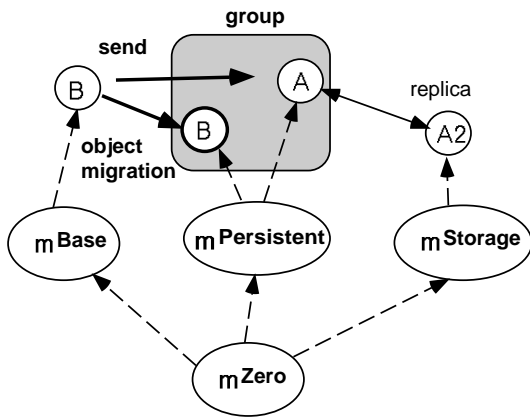 group
send
B
A
replica
B
A2
object
migration
mBase
mPersistent
mStorage
mZero